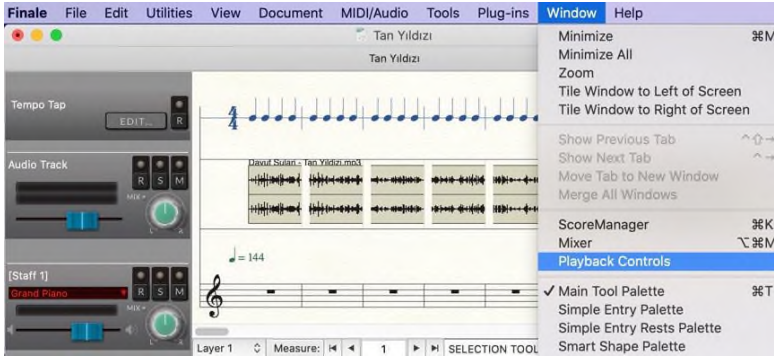 Finale File Edit Utilities View Document MIDI/Audio Tools Plug-ins Window Help
Tan Yıldızı
Tan Yıldızı
Tempo Tap
EDIT...
R
4
4
Audio Track
R S M
MIX
L R
Davut Sulari - Tan Yildizi.mp3
= 144
[Staff 1]
Grand Piano
R S M
MIX
L R
Layer 1 Measure: 1 SELECTION TOOL
Minimize ⌘M
Minimize All
Zoom
Tile Window to Left of Screen
Tile Window to Right of Screen
Show Previous Tab ^⇧→
Show Next Tab ^→
Move Tab to New Window
Merge All Windows
ScoreManager ⌘K
Mixer ⌥⌘M
Playback Controls
✓ Main Tool Palette ⌘T
Simple Entry Palette
Simple Entry Rests Palette
Smart Shape Palette